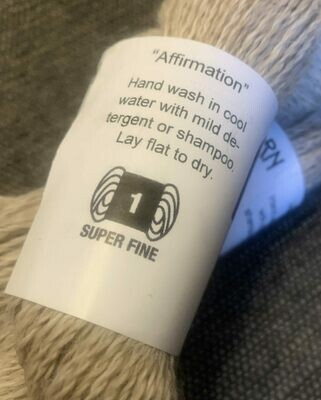 "Affirmation"
Hand wash in cool
water with mild de-
tergent or shampoo.
Lay flat to dry.
1
SUPER FINE
RN